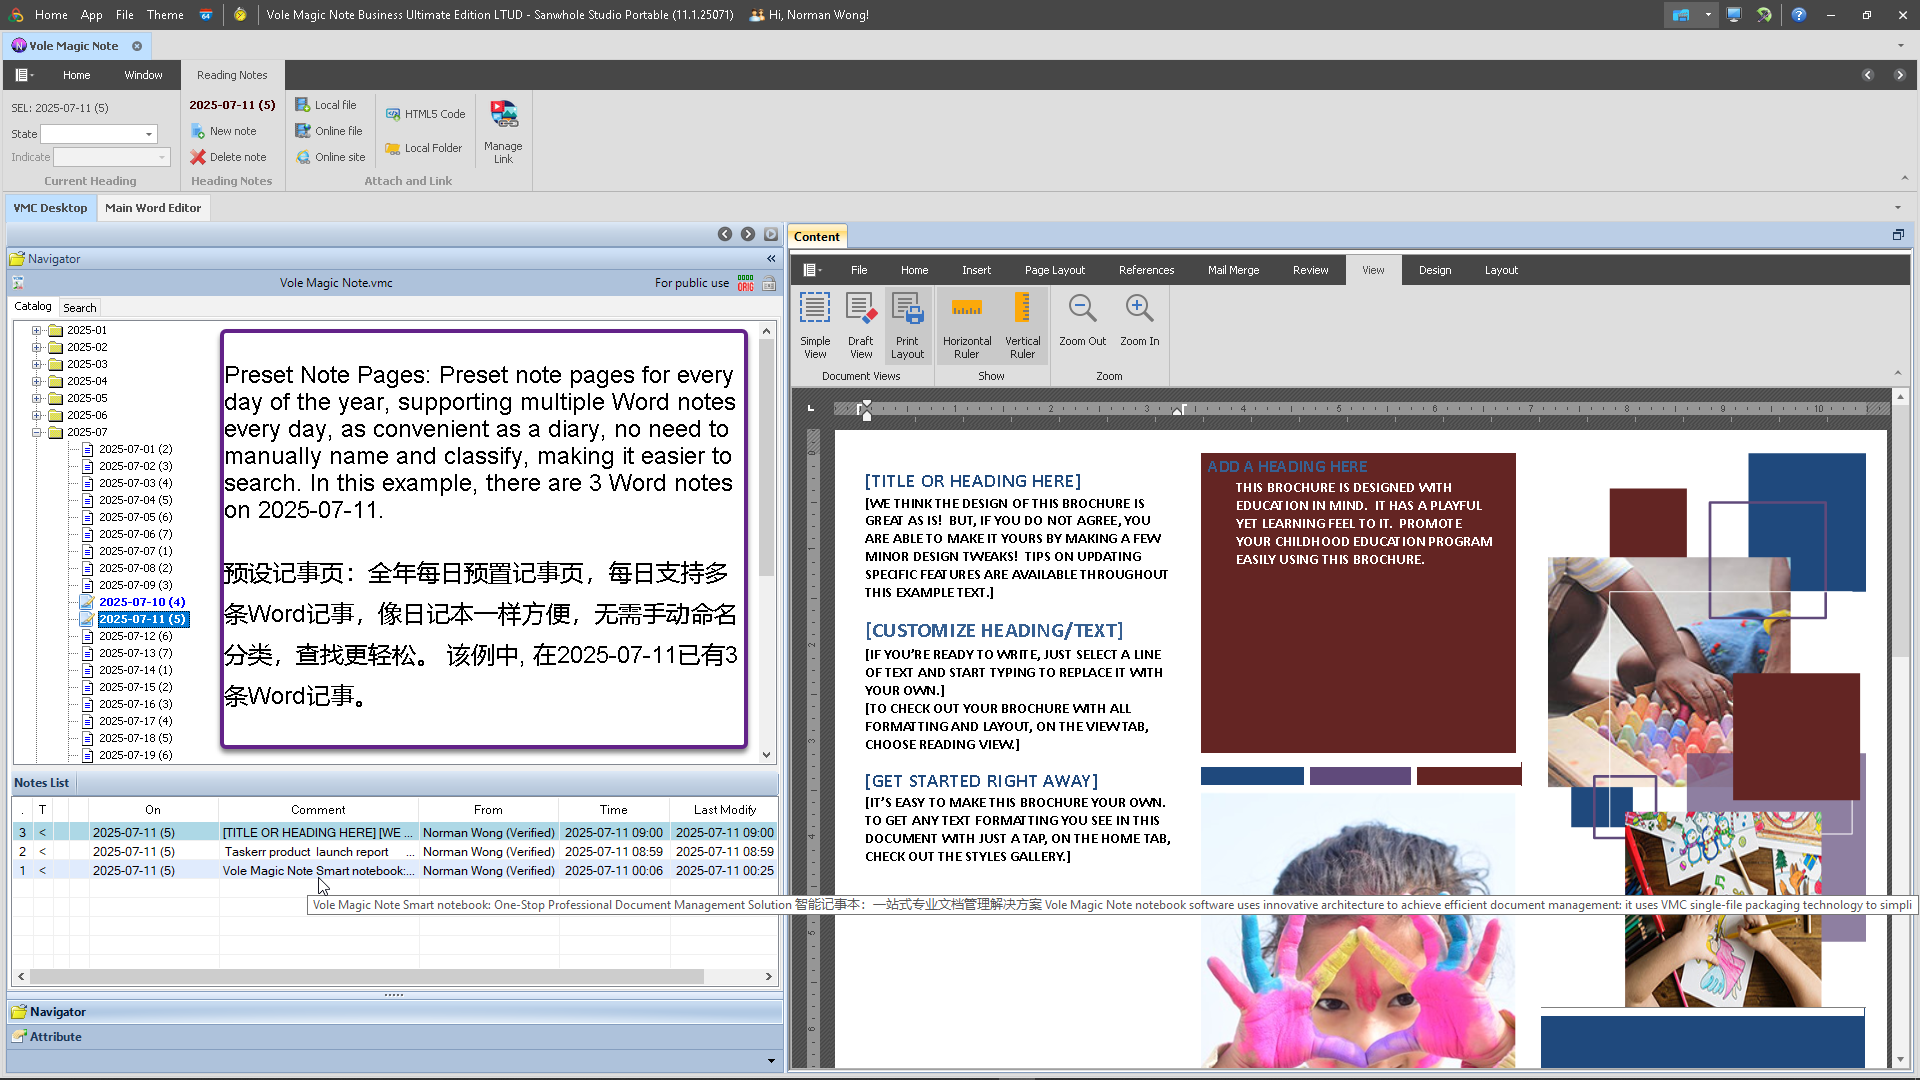 Home App File Theme 64 Vole Magic Note Business Ultimate Edition LTUD - Sanwhole Studio Portable (11.1.25071) Hi, Norman Wong!
Vole Magic Note
Home Window Reading Notes
SEL: 2025-07-11 (5)
State
Indicate
Current Heading
2025-07-11 (5)
New note
Delete note
Heading Notes
Local file
Online file
Online site
HTML5 Code
Local Folder
Attach and Link
Manage
Link
VMC Desktop Main Word Editor
Navigator
Vole Magic Note.vmc For public use
Catalog Search
2025-01
2025-02
2025-03
2025-04
2025-05
2025-06
2025-07
2025-07-01 (2)
2025-07-02 (3)
2025-07-03 (4)
2025-07-04 (5)
2025-07-05 (6)
2025-07-06 (7)
2025-07-07 (1)
2025-07-08 (2)
2025-07-09 (3)
2025-07-10 (4)
2025-07-11 (5)
2025-07-12 (6)
2025-07-13 (7)
2025-07-14 (1)
2025-07-15 (2)
2025-07-16 (3)
2025-07-17 (4)
2025-07-18 (5)
2025-07-19 (6)
Preset Note Pages: Preset note pages for every
day of the year, supporting multiple Word notes
every day, as convenient as a diary, no need to
manually name and classify, making it easier to
search. In this example, there are 3 Word notes
on 2025-07-11.
预设记事页：全年每日预置记事页，每日支持多
条Word记事，像日记本一样方便，无需手动命名
分类，查找更轻松。 该例中, 在2025-07-11已有3
条Word记事。
Notes List
. T On Comment From Time Last Modify
3 < 2025-07-11 (5) [TITLE OR HEADING HERE] [WE ... Norman Wong (Verified) 2025-07-11 09:00 2025-07-11 09:00
2 < 2025-07-11 (5) Taskerr product launch report ... Norman Wong (Verified) 2025-07-11 08:59 2025-07-11 08:59
1 < 2025-07-11 (5) Vole Magic Note Smart notebook:... Norman Wong (Verified) 2025-07-11 00:06 2025-07-11 00:25
Vole Magic Note Smart notebook: One-Stop Professional Document Management Solution 智能记事本：一站式专业文档管理解决方案 Vole Magic Note notebook software uses innovative architecture to achieve efficient document management: it uses VMC single-file packaging technology to simpli
Navigator
Attribute
Content
File Home Insert Page Layout References Mail Merge Review View Design Layout
Simple
View
Draft
View
Print
Layout
Document Views
Horizontal
Ruler
Vertical
Ruler
Show
Zoom Out Zoom In
Zoom
1 2 3 4 5 6 7 8 9 10
[TITLE OR HEADING HERE]
[WE THINK THE DESIGN OF THIS BROCHURE IS
GREAT AS IS! BUT, IF YOU DO NOT AGREE, YOU
ARE ABLE TO MAKE IT YOURS BY MAKING A FEW
MINOR DESIGN TWEAKS! TIPS ON UPDATING
SPECIFIC FEATURES ARE AVAILABLE THROUGHOUT
THIS EXAMPLE TEXT.]
[CUSTOMIZE HEADING/TEXT]
[IF YOU'RE READY TO WRITE, JUST SELECT A LINE
OF TEXT AND START TYPING TO REPLACE IT WITH
YOUR OWN.]
[TO CHECK OUT YOUR BROCHURE WITH ALL
FORMATTING AND LAYOUT, ON THE VIEW TAB,
CHOOSE READING VIEW.]
[GET STARTED RIGHT AWAY]
[IT'S EASY TO MAKE THIS BROCHURE YOUR OWN.
TO GET ANY TEXT FORMATTING YOU SEE IN THIS
DOCUMENT WITH JUST A TAP, ON THE HOME TAB,
CHECK OUT THE STYLES GALLERY.]
ADD A HEADING HERE
THIS BROCHURE IS DESIGNED WITH
EDUCATION IN MIND. IT HAS A PLAYFUL
YET LEARNING FEEL TO IT. PROMOTE
YOUR CHILDHOOD EDUCATION PROGRAM
EASILY USING THIS BROCHURE.